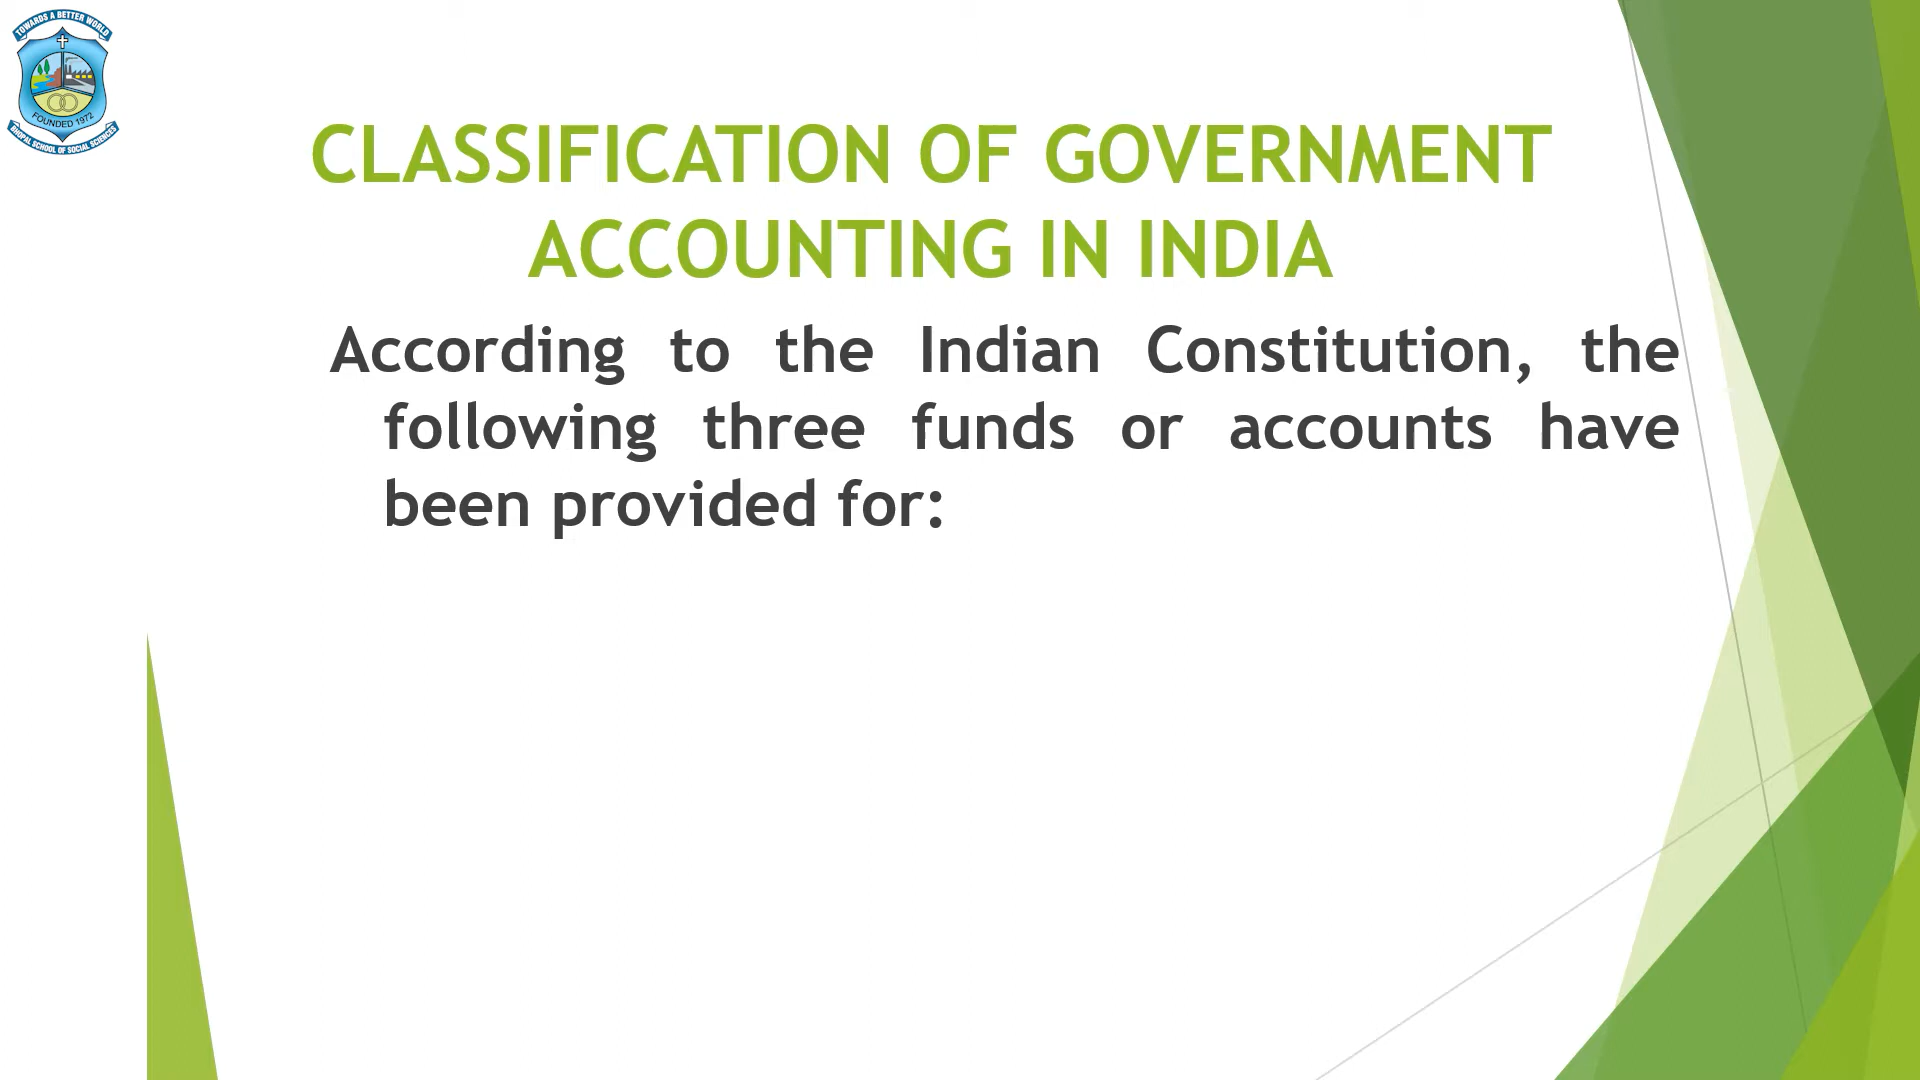 TOWARDS A BETTER WORLD
FOUNDED 1972
BHOPAL SCHOOL OF SOCIAL SCIENCES
CLASSIFICATION OF GOVERNMENT
ACCOUNTING IN INDIA
According to the Indian Constitution, the
following three funds or accounts have
been provided for: